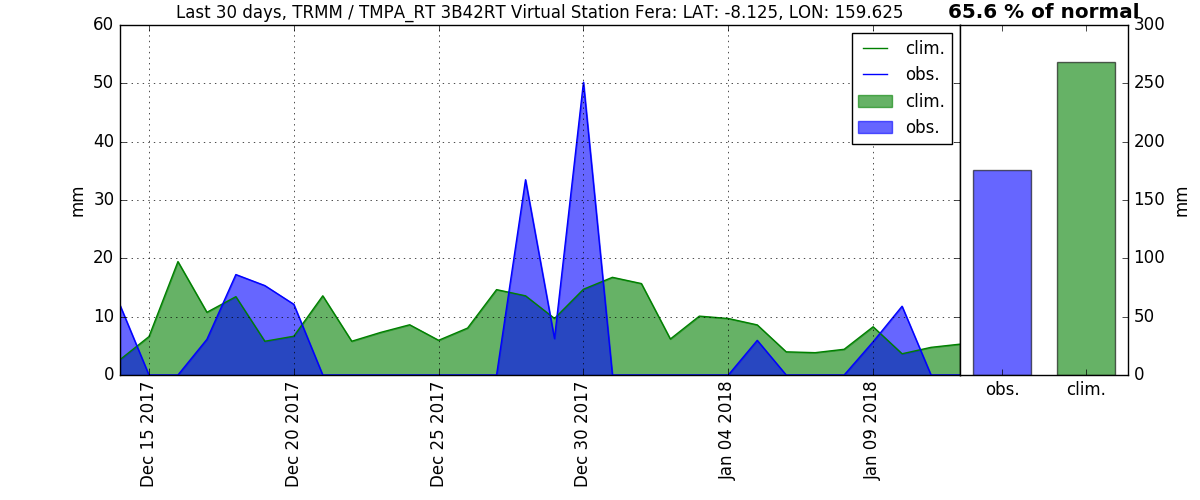 Last 30 days, TRMM / TMPA_RT 3B42RT Virtual Station Fera: LAT: -8.125, LON: 159.625
65.6 % of normal
60
50
40
30
20
10
0
mm
clim.
obs.
clim.
obs.
300
250
200
150
100
50
0
mm
Dec 15 2017
Dec 20 2017
Dec 25 2017
Dec 30 2017
Jan 04 2018
Jan 09 2018
obs.
clim.